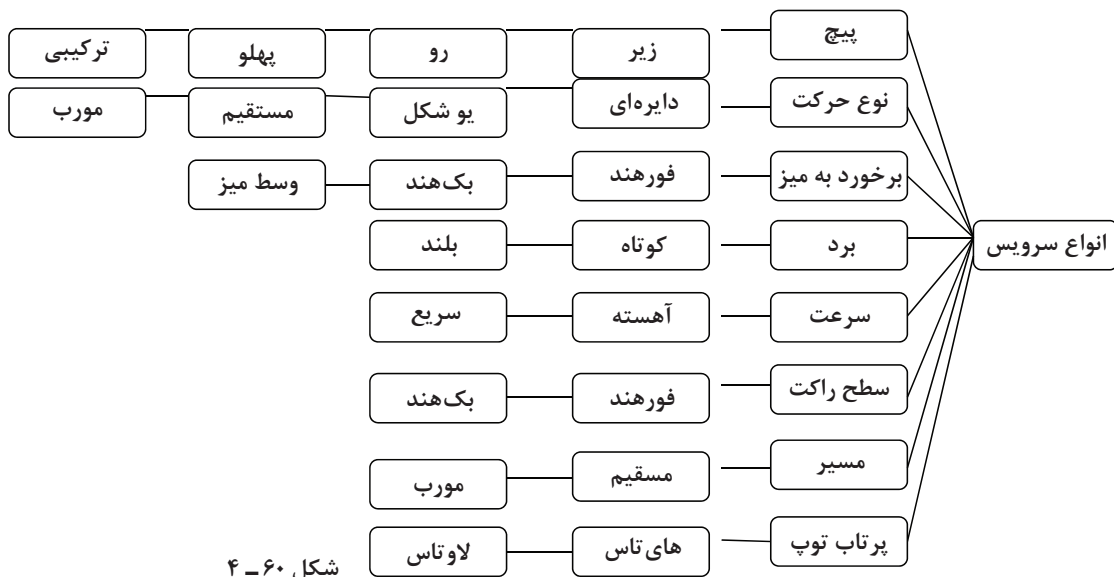 انواع سرویس
پیچ
زیر
رو
پهلو
ترکیبی
نوع حرکت
دایره‌ای
یو شکل
مستقیم
مورب
برخورد به میز
فورهند
بک‌هند
وسط میز
برد
کوتاه
بلند
سرعت
آهسته
سریع
سطح راکت
فورهند
بک‌هند
مسیر
مسقیم
مورب
پرتاب توپ
های‌تاس
لاوتاس
شکل ۶۰ – ۴